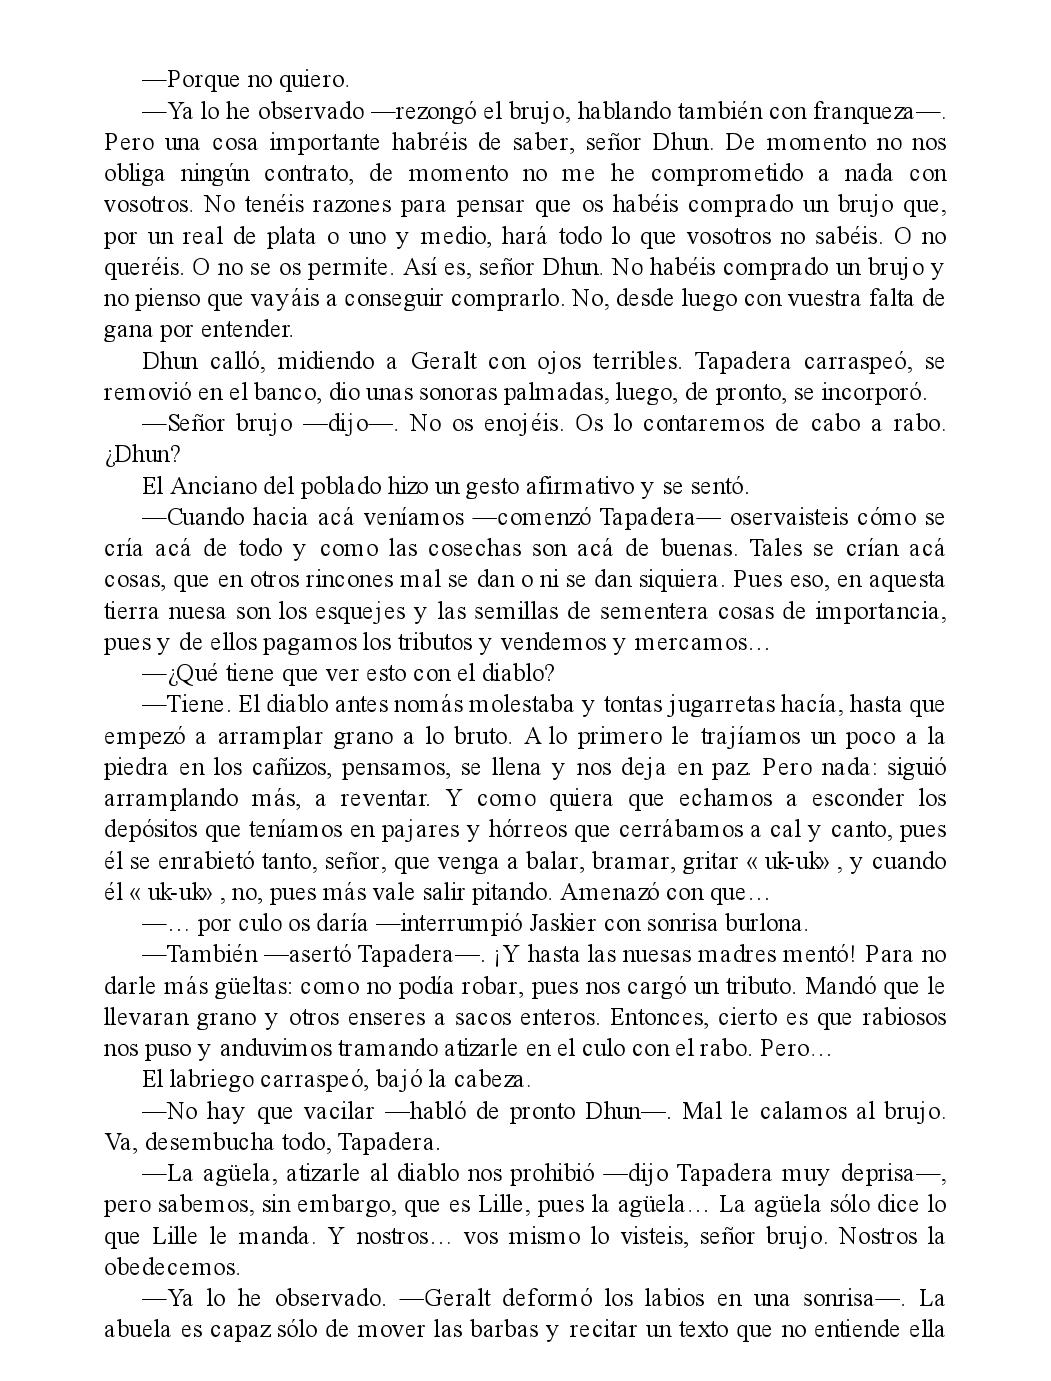 —Porque no quiero.
—Ya lo he observado —rezongó el brujo, hablando también con franqueza—.
Pero una cosa importante habréis de saber, señor Dhun. De momento no nos
obliga ningún contrato, de momento no me he comprometido a nada con
vosotros. No tenéis razones para pensar que os habéis comprado un brujo que,
por un real de plata o uno y medio, hará todo lo que vosotros no sabéis. O no
queréis. O no se os permite. Así es, señor Dhun. No habéis comprado un brujo y
no pienso que vayáis a conseguir comprarlo. No, desde luego con vuestra falta de
gana por entender.
Dhun calló, midiendo a Geralt con ojos terribles. Tapadera carraspeó, se
removió en el banco, dio unas sonoras palmadas, luego, de pronto, se incorporó.
—Señor brujo —dijo—. No os enojéis. Os lo contaremos de cabo a rabo.
¿Dhun?
El Anciano del poblado hizo un gesto afirmativo y se sentó.
—Cuando hacia acá veníamos —comenzó Tapadera— oservaisteis cómo se
cría acá de todo y como las cosechas son acá de buenas. Tales se crían acá
cosas, que en otros rincones mal se dan o ni se dan siquiera. Pues eso, en aquesta
tierra nuesa son los esquejes y las semillas de sementera cosas de importancia,
pues y de ellos pagamos los tributos y vendemos y mercamos…
—¿Qué tiene que ver esto con el diablo?
—Tiene. El diablo antes nomás molestaba y tontas jugarretas hacía, hasta que
empezó a arramplar grano a lo bruto. A lo primero le trajíamos un poco a la
piedra en los cañizos, pensamos, se llena y nos deja en paz. Pero nada: siguió
arramplando más, a reventar. Y como quiera que echamos a esconder los
depósitos que teníamos en pajares y hórreos que cerrábamos a cal y canto, pues
él se enrabietó tanto, señor, que venga a balar, bramar, gritar « uk-uk» , y cuando
él « uk-uk» , no, pues más vale salir pitando. Amenazó con que…
—… por culo os daría —interrumpió Jaskier con sonrisa burlona.
—También —asertó Tapadera—. ¡Y hasta las nuesas madres mentó! Para no
darle más güeltas: como no podía robar, pues nos cargó un tributo. Mandó que le
llevaran grano y otros enseres a sacos enteros. Entonces, cierto es que rabiosos
nos puso y anduvimos tramando atizarle en el culo con el rabo. Pero…
El labriego carraspeó, bajó la cabeza.
—No hay que vacilar —habló de pronto Dhun—. Mal le calamos al brujo.
Va, desembucha todo, Tapadera.
—La agüela, atizarle al diablo nos prohibió —dijo Tapadera muy deprisa—,
pero sabemos, sin embargo, que es Lille, pues la agüela… La agüela sólo dice lo
que Lille le manda. Y nostros… vos mismo lo visteis, señor brujo. Nostros la
obedecemos.
—Ya lo he observado. —Geralt deformó los labios en una sonrisa—. La
abuela es capaz sólo de mover las barbas y recitar un texto que no entiende ella